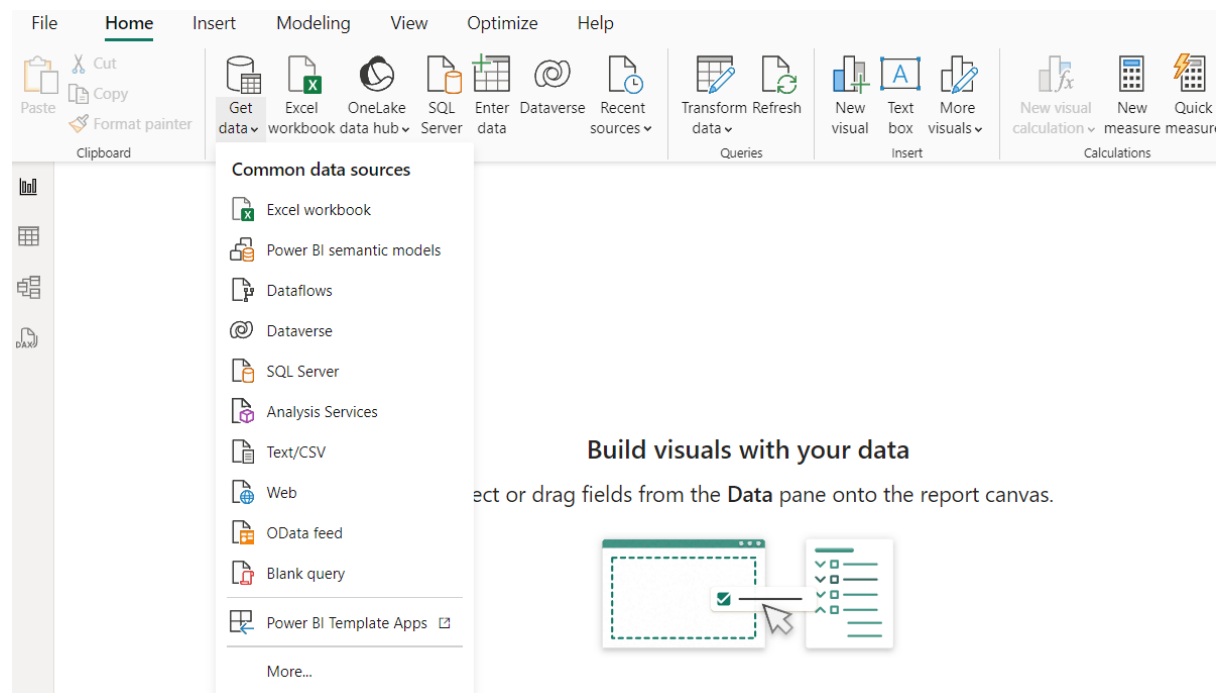 File Home Insert Modeling View Optimize Help
Cut
Copy
Format painter
Paste
Clipboard
Get data
Excel workbook
OneLake data hub
SQL Server
Enter data
Dataverse
Recent sources
Transform data
Refresh
Queries
New visual
Text box
A
More visuals
Insert
New visual calculation
New measure
Quick measure
Calculations
DAX
Common data sources
Excel workbook
Power BI semantic models
Dataflows
Dataverse
SQL Server
Analysis Services
Text/CSV
Web
OData feed
Blank query
Power BI Template Apps
More...
Build visuals with your data
ect or drag fields from the Data pane onto the report canvas.